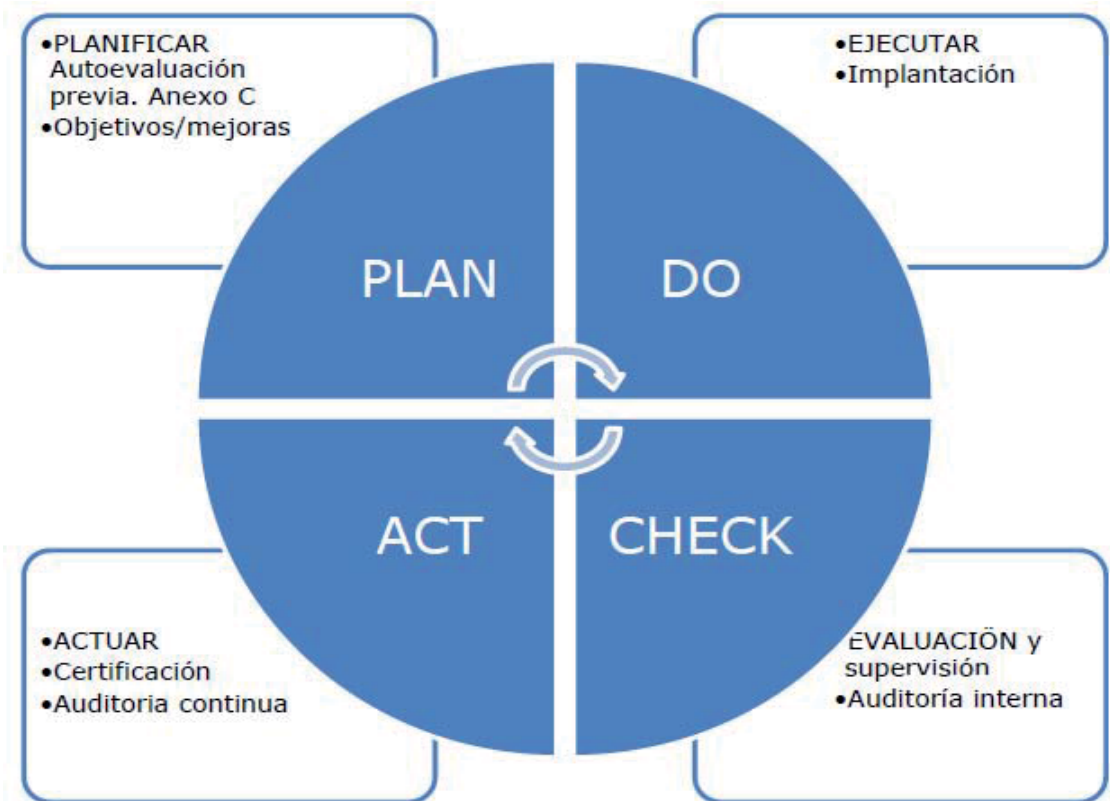 •PLANIFICAR
Autoevaluación
previa. Anexo C
•Objetivos/mejoras
•EJECUTAR
•Implantación
PLAN
DO
ACT
CHECK
•ACTUAR
•Certificación
•Auditoria continua
EVALUACIÖN y
supervisión
•Auditoría interna